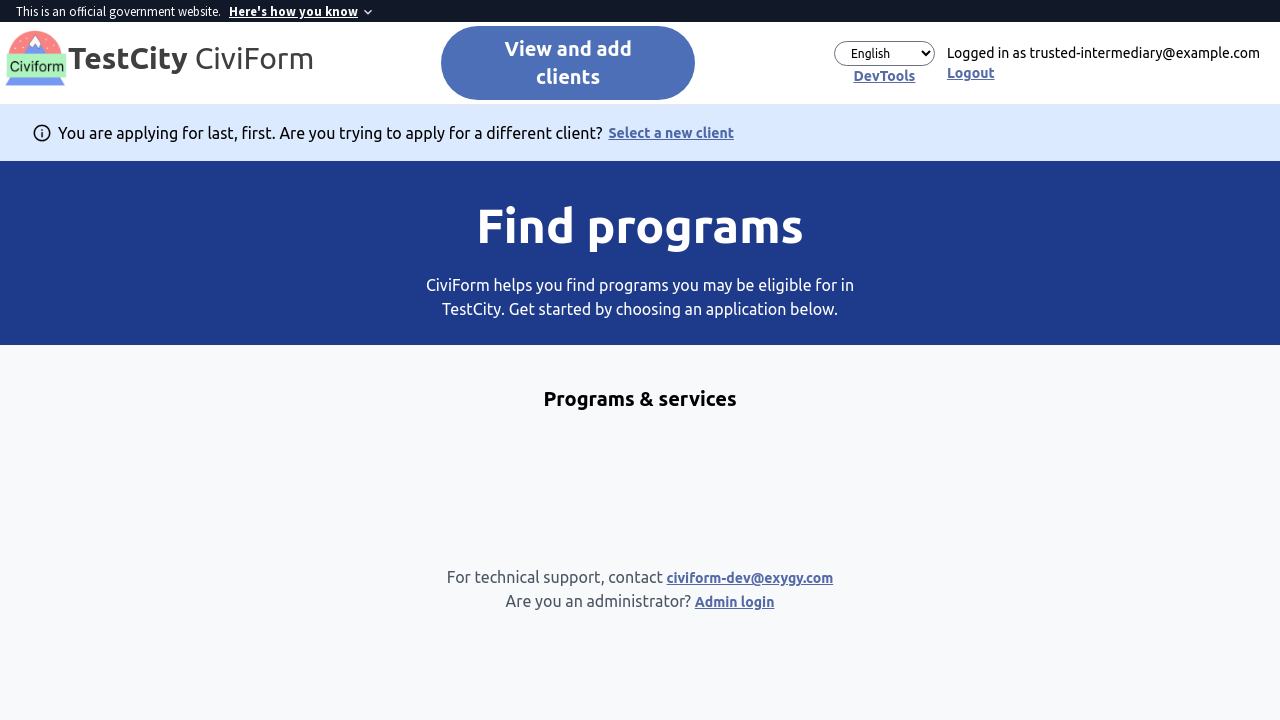 This is an official government website. Here's how you know
Civiform
TestCity CiviForm
View and add
clients
English
DevTools
Logged in as trusted-intermediary@example.com
Logout
You are applying for last, first. Are you trying to apply for a different client? Select a new client
Find programs
CiviForm helps you find programs you may be eligible for in
TestCity. Get started by choosing an application below.
Programs & services
For technical support, contact civiform-dev@exygy.com
Are you an administrator? Admin login